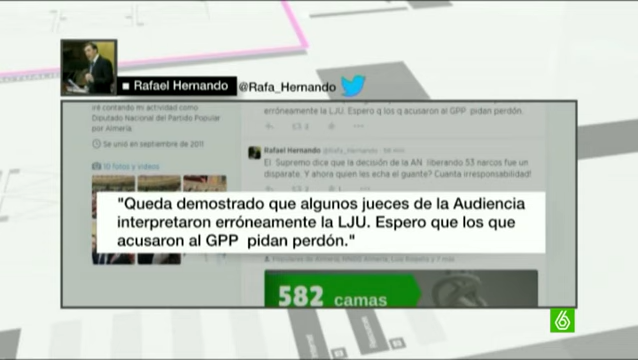 ■ Rafael Hernando @Rafa_Hernando
iré contando mi actividad como
Diputado Nacional del Partido Popular
por Almería.
Se unió en septiembre de 2011
10 fotos y videos
erróneamente la LJU. Espero q los q acusaron al GPP pidan perdón.
Rafael Hernando @Rafa_Hernando
El Supremo dice que la decisión de la AN liberando 53 narcos fue un
disparate. Y ahora quien les echa el guante? Cuanta irresponsabilidad!
"Queda demostrado que algunos jueces de la Audiencia
interpretaron erróneamente la LJU. Espero que los que
acusaron al GPP pidan perdón."
582 camas
6